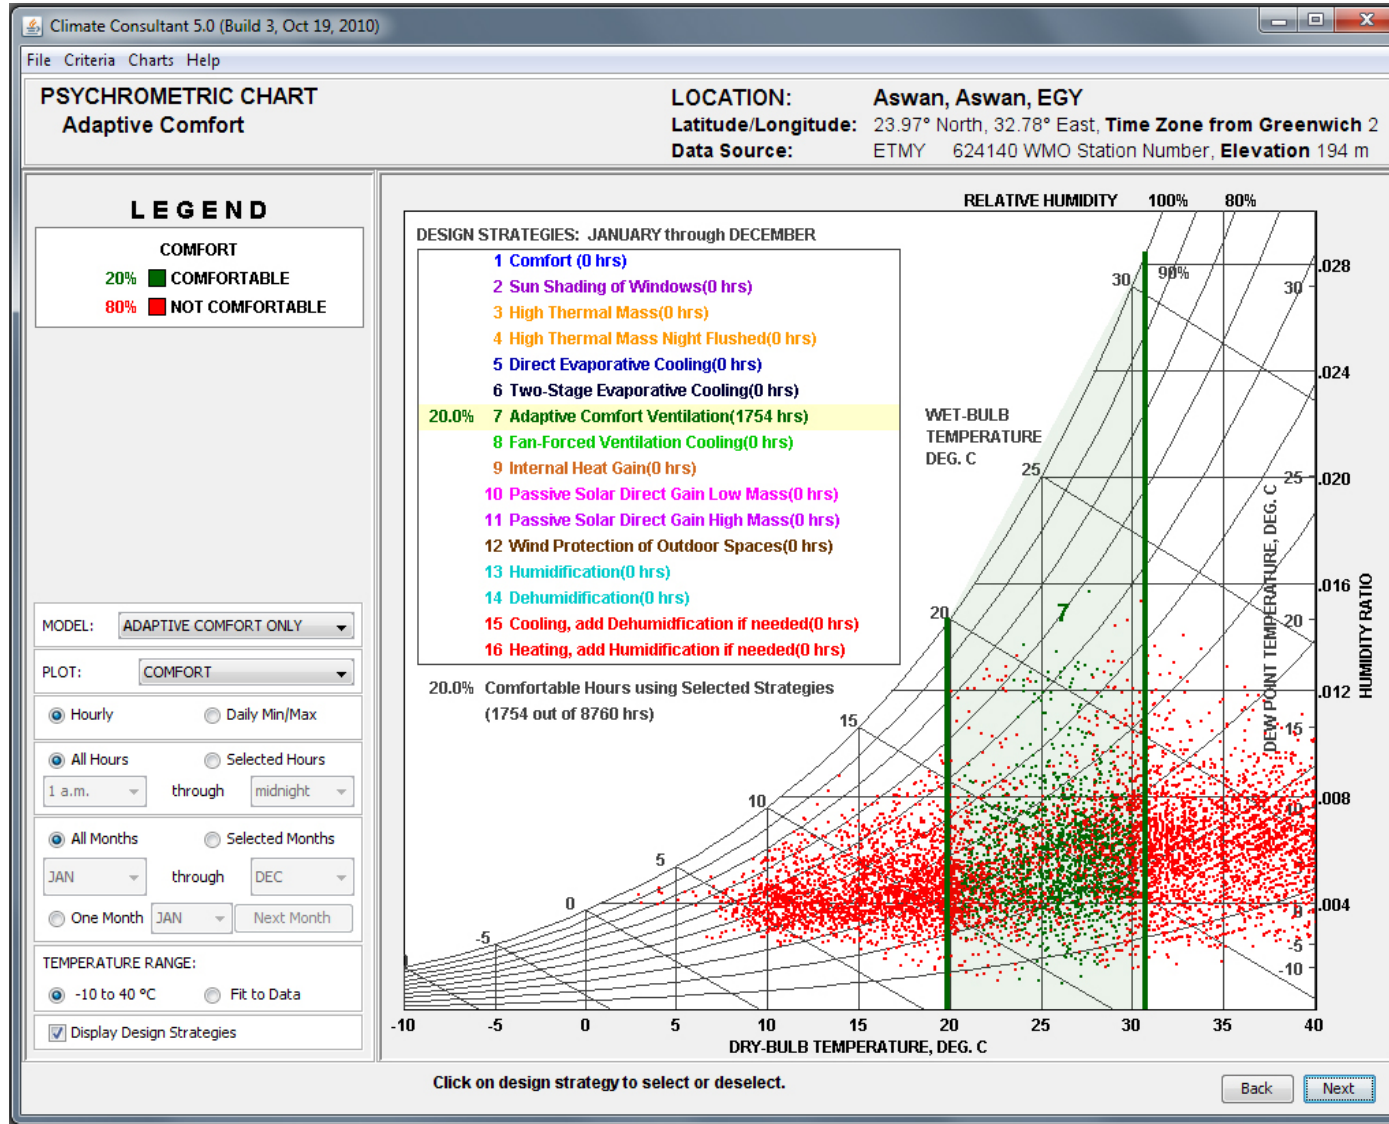 Climate Consultant 5.0 (Build 3, Oct 19, 2010)
File Criteria Charts Help
PSYCHROMETRIC CHART
Adaptive Comfort
LOCATION: Aswan, Aswan, EGY
Latitude/Longitude: 23.97° North, 32.78° East, Time Zone from Greenwich 2
Data Source: ETMY 624140 WMO Station Number, Elevation 194 m
LEGEND
COMFORT
20% COMFORTABLE
80% NOT COMFORTABLE
MODEL: ADAPTIVE COMFORT ONLY
PLOT: COMFORT
Hourly Daily Min/Max
All Hours Selected Hours
1 a.m. through midnight
All Months Selected Months
JAN through DEC
One Month JAN Next Month
TEMPERATURE RANGE:
-10 to 40 °C Fit to Data
Display Design Strategies
RELATIVE HUMIDITY 100% 80%
90%
DESIGN STRATEGIES: JANUARY through DECEMBER
1 Comfort (0 hrs)
2 Sun Shading of Windows(0 hrs)
3 High Thermal Mass(0 hrs)
4 High Thermal Mass Night Flushed(0 hrs)
5 Direct Evaporative Cooling(0 hrs)
6 Two-Stage Evaporative Cooling(0 hrs)
20.0% 7 Adaptive Comfort Ventilation(1754 hrs)
8 Fan-Forced Ventilation Cooling(0 hrs)
9 Internal Heat Gain(0 hrs)
10 Passive Solar Direct Gain Low Mass(0 hrs)
11 Passive Solar Direct Gain High Mass(0 hrs)
12 Wind Protection of Outdoor Spaces(0 hrs)
13 Humidification(0 hrs)
14 Dehumidification(0 hrs)
15 Cooling, add Dehumidfication if needed(0 hrs)
16 Heating, add Humidification if needed(0 hrs)
20.0% Comfortable Hours using Selected Strategies
(1754 out of 8760 hrs)
WET-BULB
TEMPERATURE
DEG. C
-5
0
5
10
15
20
25
30
7
30
25
20
15
10
0
-5
-10
DEW POINT TEMPERATURE, DEG. C
.028
.024
.020
.016
.012
.008
.004
HUMIDITY RATIO
-10 -5 0 5 10 15 20 25 30 35 40
DRY-BULB TEMPERATURE, DEG. C
Click on design strategy to select or deselect.
Back Next